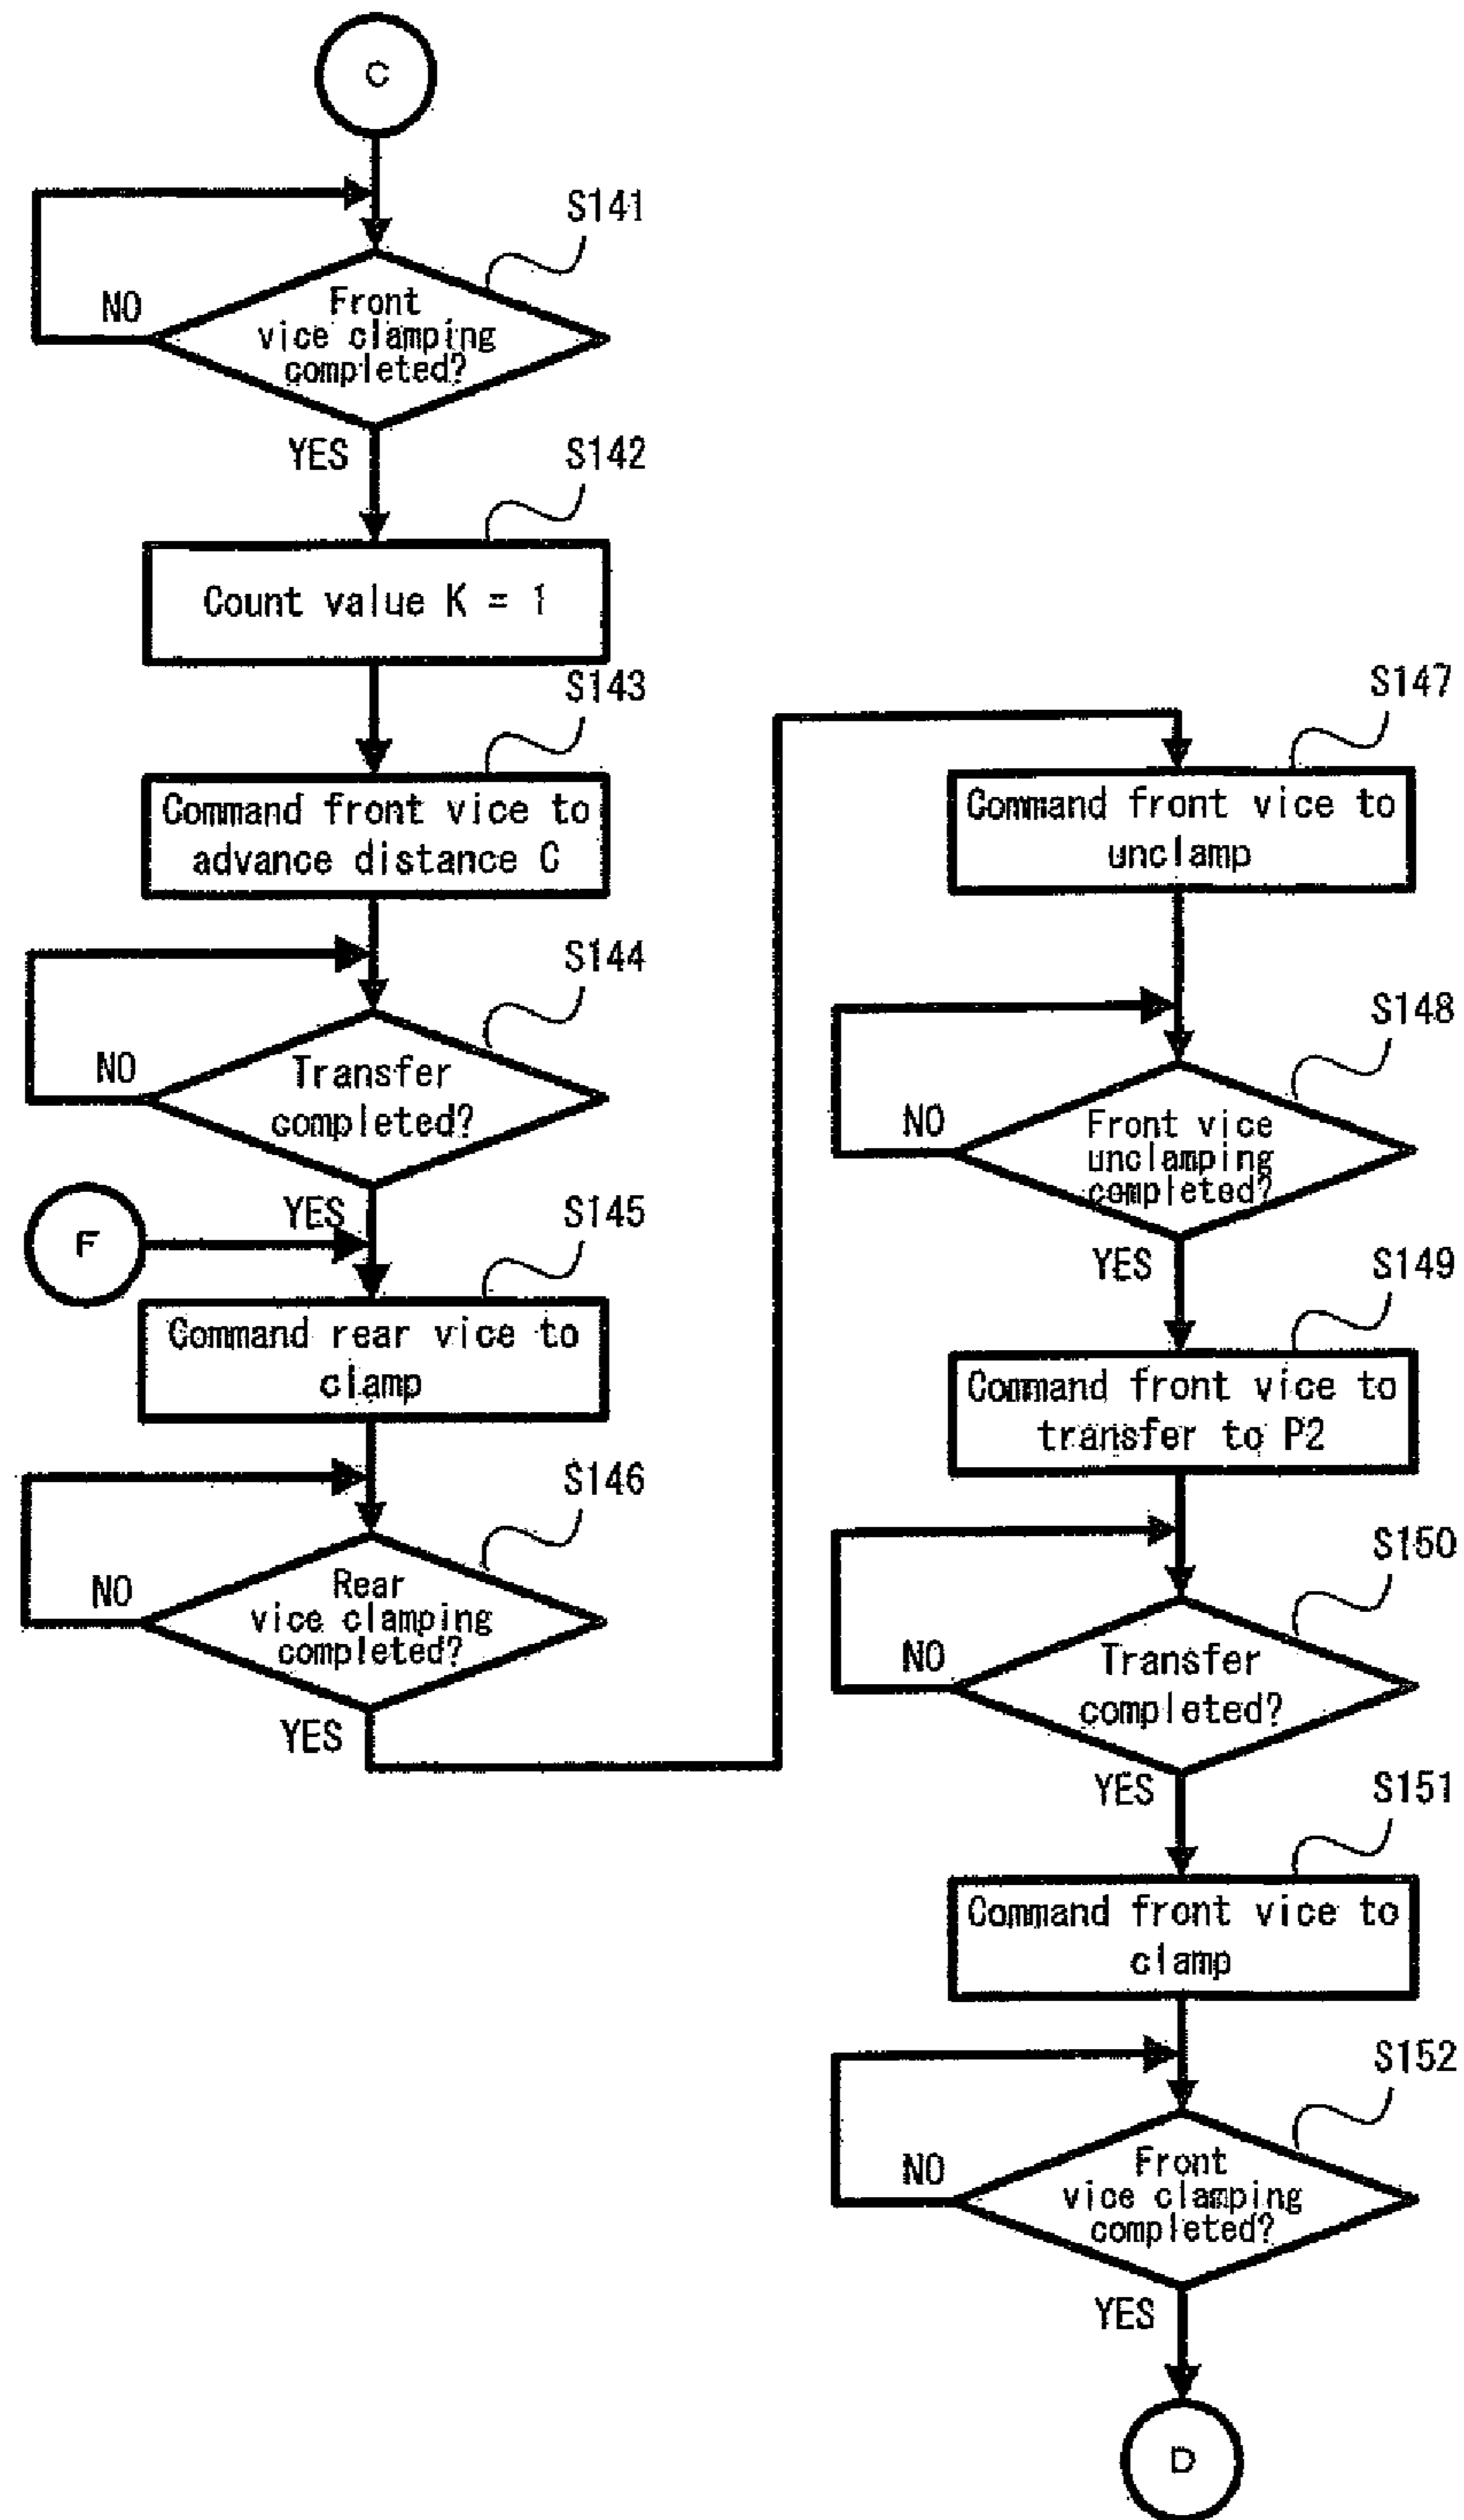 C
S141
NO
Front
vice clamping
completed?
YES
S142
Count value K = 1
S143
Command front vice to
advance distance C
S144
NO
Transfer
completed?
YES
F
S145
Command rear vice to
clamp
S146
NO
Rear
vice clamping
completed?
YES
S147
Command front vice to
unclamp
S148
NO
Front vice
unclamping
completed?
YES
S149
Command front vice to
transfer to P2
S150
NO
Transfer
completed?
YES
S151
Command front vice to
clamp
S152
NO
Front
vice clamping
completed?
YES
D